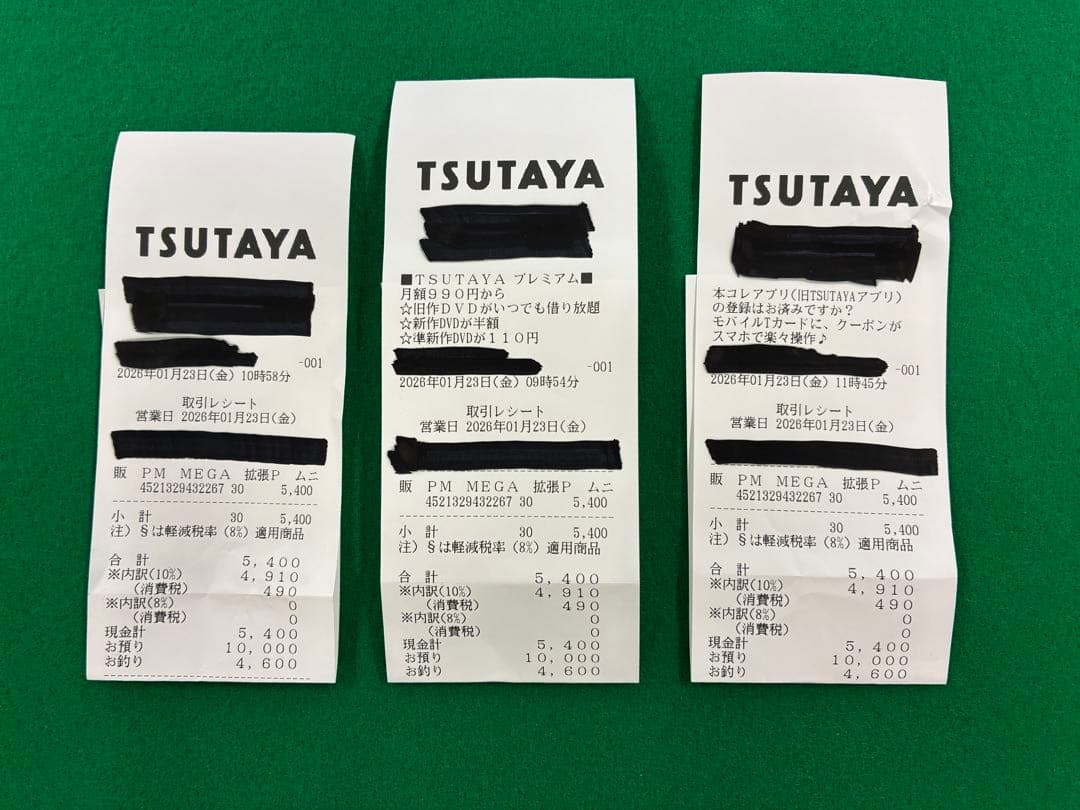 TSUTAYA
-001
2026年01月23日(金) 10時58分
取引レシート
営業日 2026年01月23日(金)
販 PM MEGA 拡張P ムニ
4521329432267 30 5,400
小 計 30 5,400
注) §は軽減税率(8%)適用商品
合 計 5,400
※内訳(10%) 4,910
(消費税) 490
※内訳(8%) 0
(消費税) 0
現金計 5,400
お預り 10,000
お釣り 4,600
TSUTAYA
■TSUTAYA プレミアム■
月額990円から
☆旧作DVDがいつでも借り放題
☆新作DVDが半額
☆準新作DVDが110円
-001
2026年01月23日(金) 09時54分
取引レシート
営業日 2026年01月23日(金)
販 PM MEGA 拡張P ムニ
4521329432267 30 5,400
小 計 30 5,400
注) §は軽減税率(8%)適用商品
合 計 5,400
※内訳(10%) 4,910
(消費税) 490
※内訳(8%) 0
(消費税) 0
現金計 5,400
お預り 10,000
お釣り 4,600
TSUTAYA
本コレアプリ(旧TSUTAYAアプリ)
の登録はお済みですか?
モバイルTカードに、クーポンが
スマホで楽々操作♪
-001
2026年01月23日(金) 11時45分
取引レシート
営業日 2026年01月23日(金)
販 PM MEGA 拡張P ムニ
4521329432267 30 5,400
小 計 30 5,400
注) §は軽減税率(8%)適用商品
合 計 5,400
※内訳(10%) 4,910
(消費税) 490
※内訳(8%) 0
(消費税) 0
現金計 5,400
お預り 10,000
お釣り 4,600